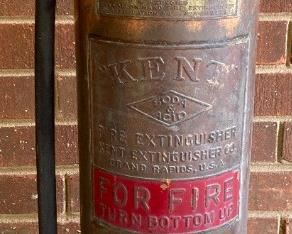 KENT
SODA
&
ACID
FIRE EXTINGUISHER
KENT EXTINGUISHER CO.
GRAND RAPIDS, U.S.A.
FOR FIRE
TURN BOTTOM UP